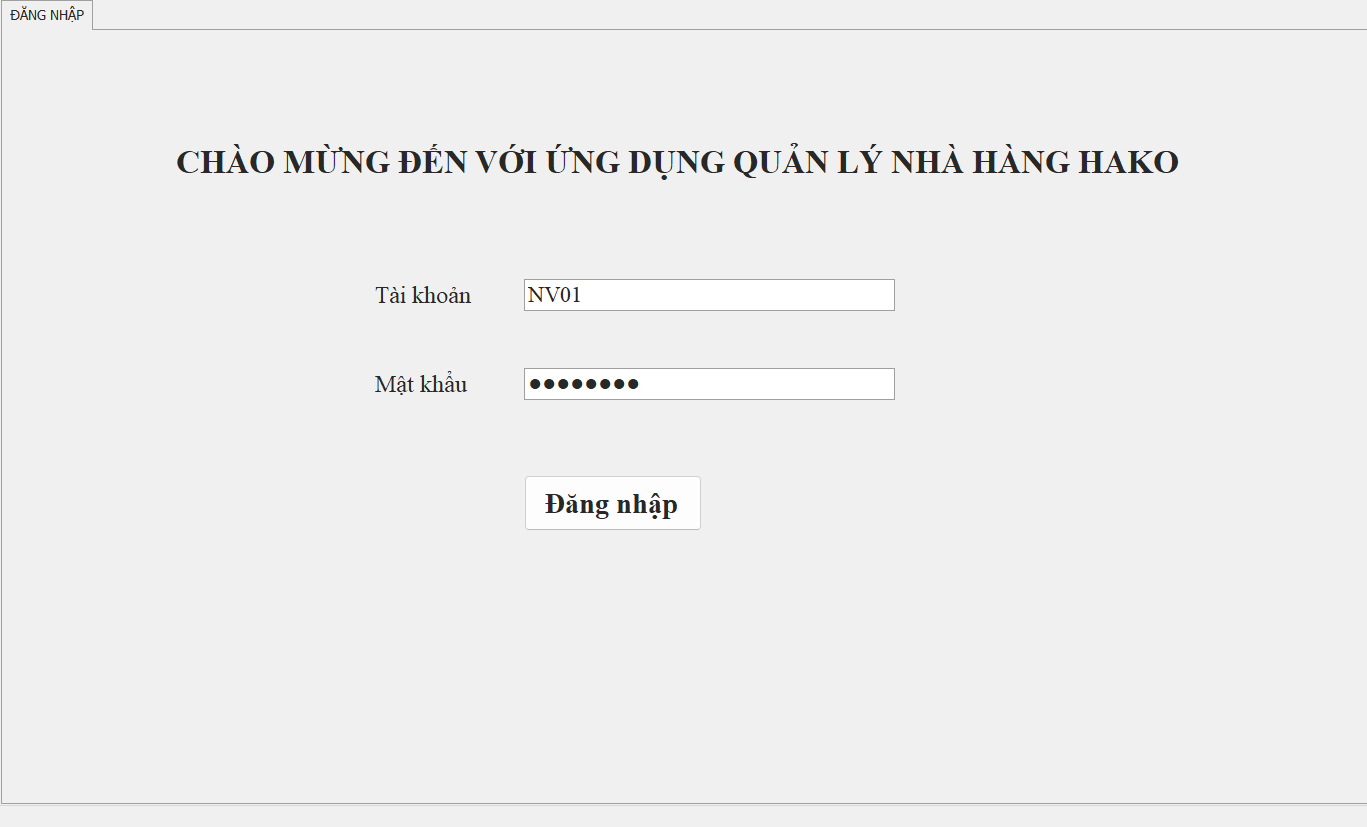 ĐĂNG NHẬP
CHÀO MỪNG ĐẾN VỚI ỨNG DỤNG QUẢN LÝ NHÀ HÀNG HAKO
Tài khoản NV01
Mật khẩu ●●●●●●●●
Đăng nhập